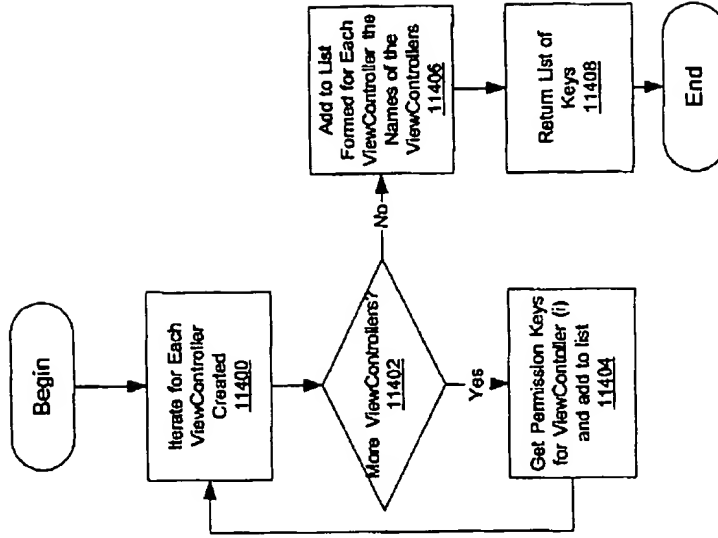 Begin
Iterate for Each
ViewController
Created
11400
More ViewControllers?
11402
Yes
Get Permission Keys
for ViewContoller (i)
and add to list
11404
No
Add to List
Formed for Each
ViewController the
Names of the
ViewControllers
11406
Return List of
Keys
11408
End